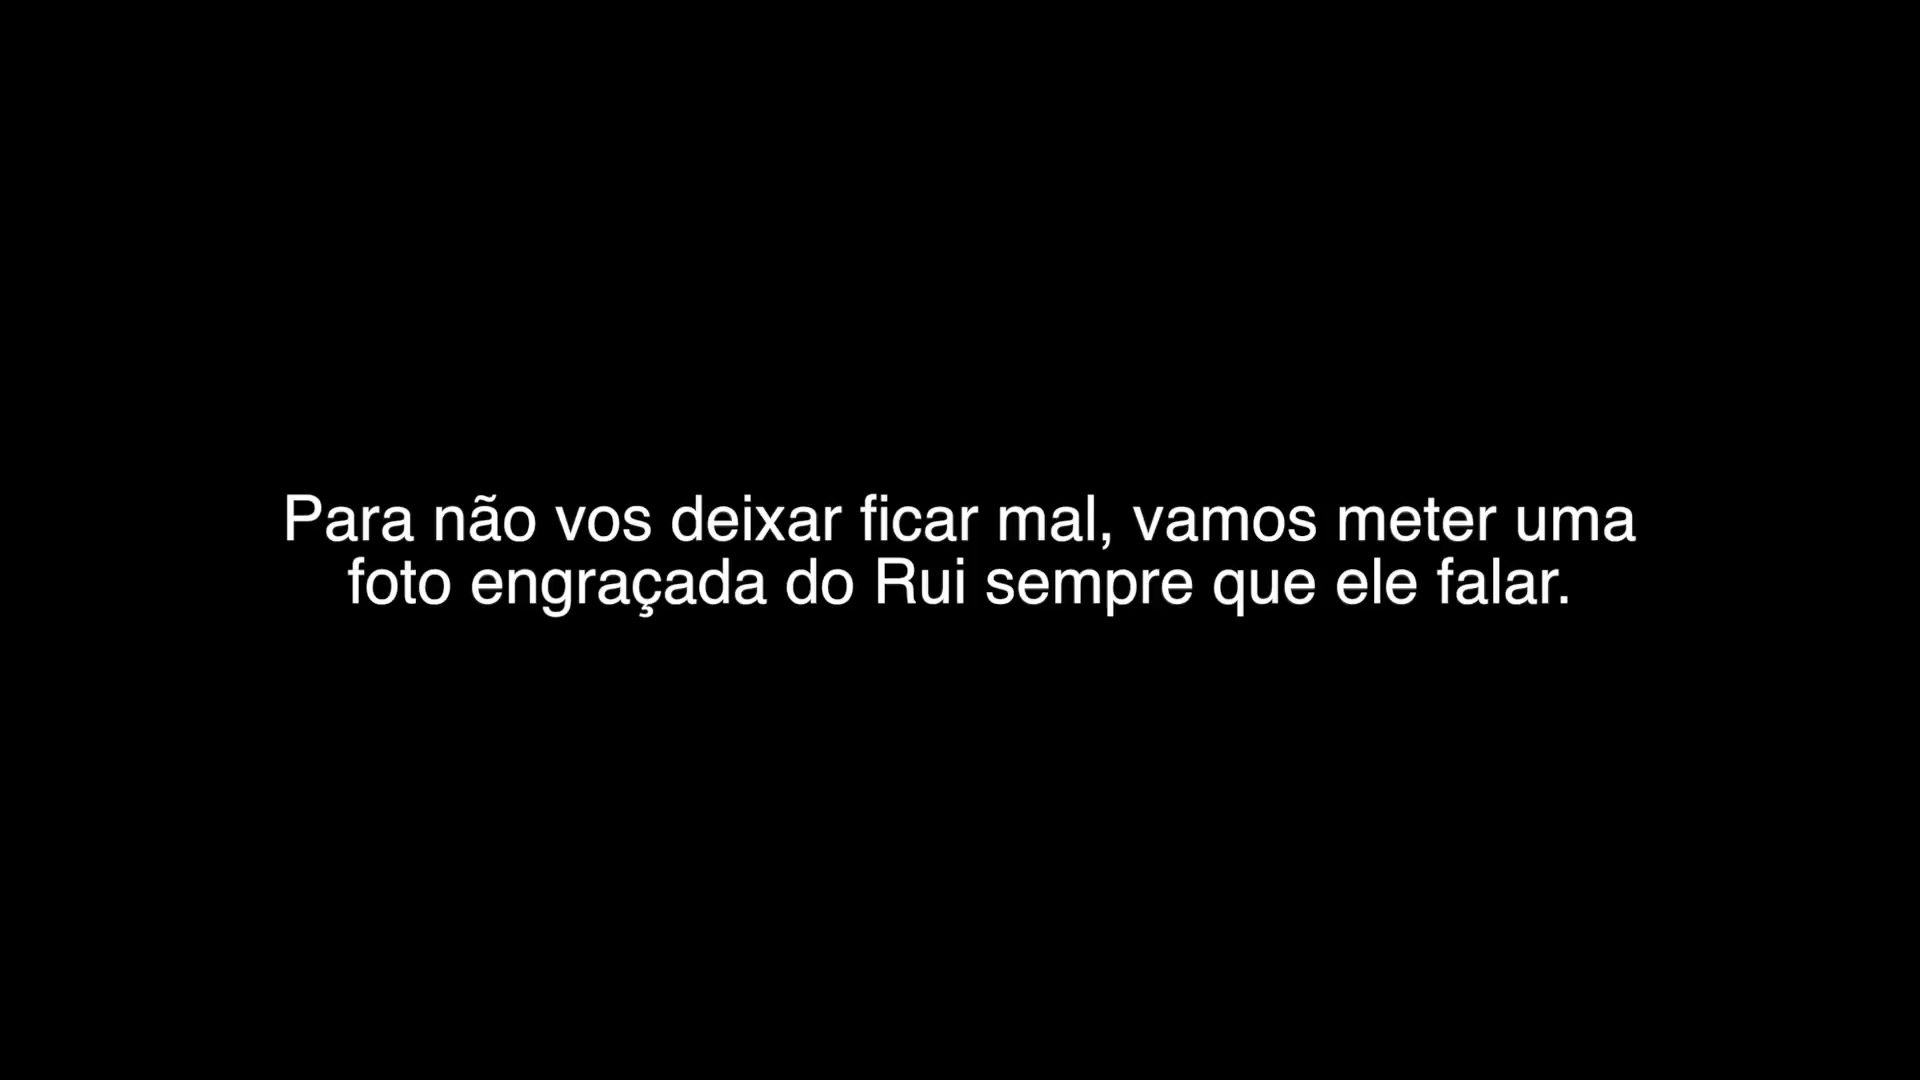 Para não vos deixar ficar mal, vamos meter uma
foto engraçada do Rui sempre que ele falar.